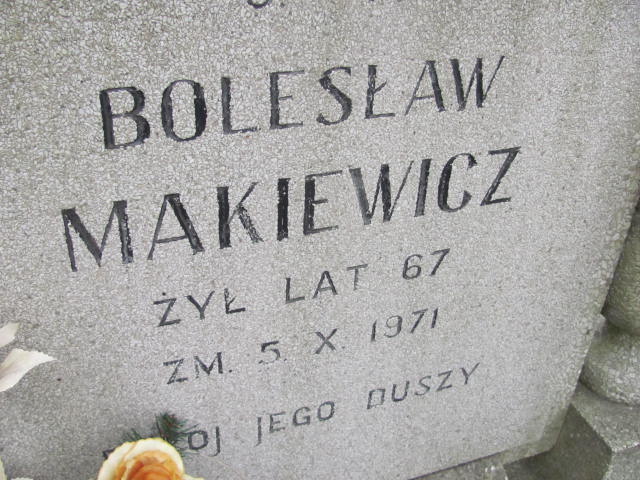 BOLESŁAW
MAKIEWICZ
ŻYŁ LAT 67
ZM. 5. X. 1971
JEGO DUSZY